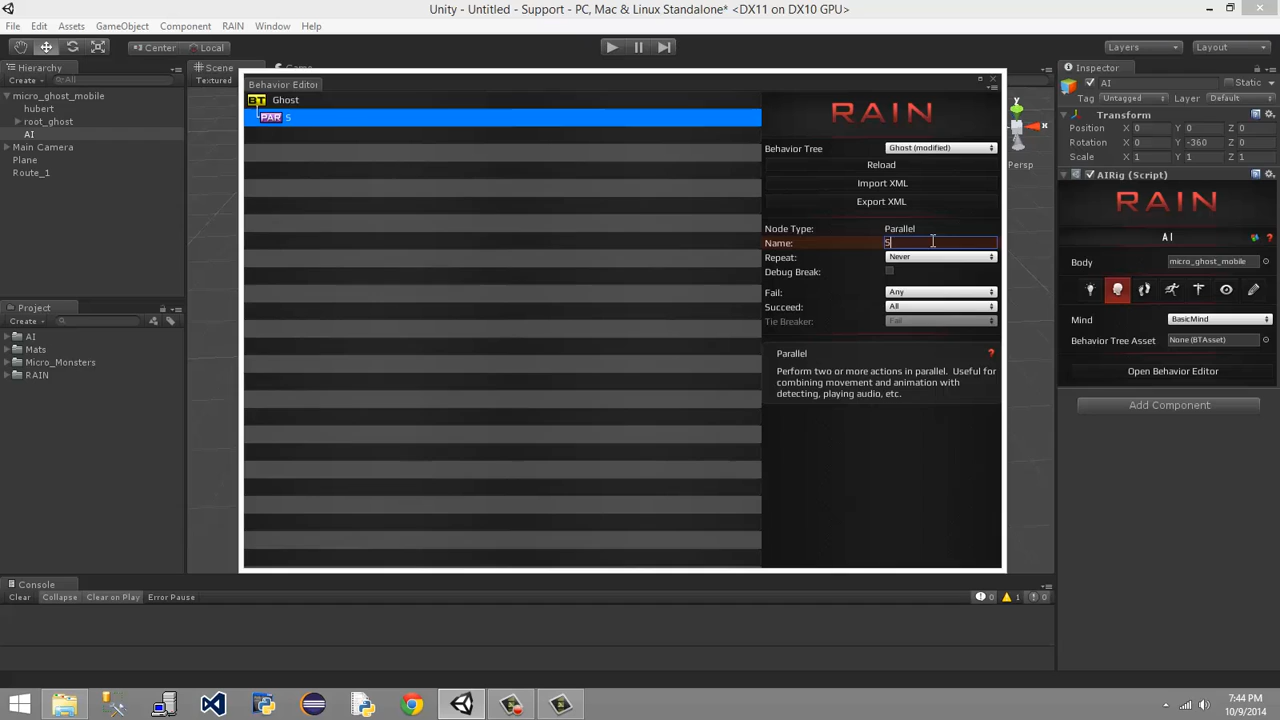 Unity - Untitled - Support - PC, Mac & Linux Standalone* <DX11 on DX10 GPU>
File Edit Assets GameObject Component RAIN Window Help
Center Local Layers Layout
Hierarchy
Create All
micro_ghost_mobile
hubert
root_ghost
AI
Main Camera
Plane
Route_1
Scene Game
Textured
Persp
Behavior Editor
BT Ghost
PAR S
RAIN
Behavior Tree Ghost (modified)
Reload
Import XML
Export XML
Node Type: Parallel
Name: S
Repeat: Never
Debug Break:
Fail: Any
Succeed: All
Tie Breaker: Fail
Parallel
Perform two or more actions in parallel. Useful for
combining movement and animation with
detecting, playing audio, etc.
Inspector
AI Static
Tag Untagged Layer Default
Transform
Position X 0 Y 0 Z 0
Rotation X 0 Y -360 Z 0
Scale X 1 Y 1 Z 1
AIRig (Script)
RAIN
AI
Body micro_ghost_mobile
Mind BasicMind
Behavior Tree Asset None (BTAsset)
Open Behavior Editor
Add Component
Project
Create
AI
Mats
Micro_Monsters
RAIN
Console
Clear Collapse Clear on Play Error Pause 0 1 0
7:44 PM
10/9/2014